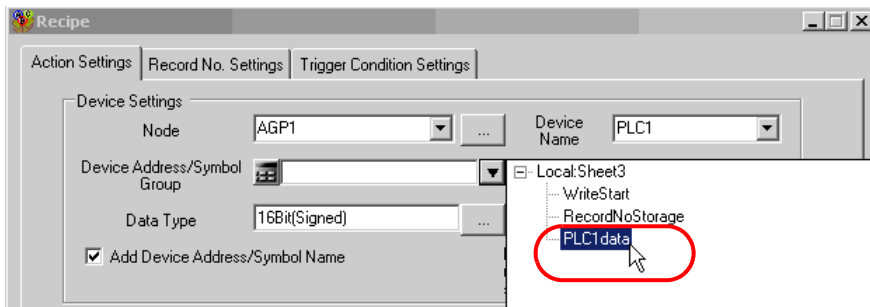 Recipe
Action Settings Record No. Settings Trigger Condition Settings
Device Settings
Node AGP1 ... Device Name PLC1
Device Address/Symbol Group
Local:Sheet3
WriteStart
RecordNoStorage
PLC1data
Data Type 16Bit(Signed) ...
Add Device Address/Symbol Name